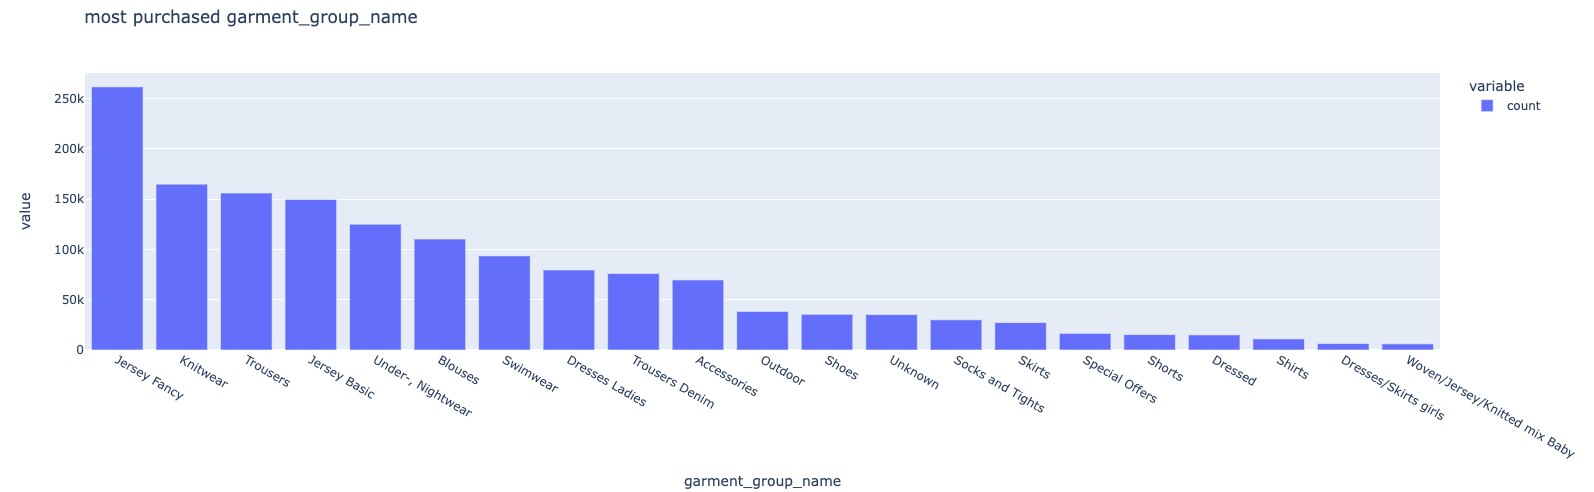 most purchased garment_group_name
250k
200k
150k
100k
50k
0
value
variable
count
Jersey Fancy
Knitwear
Trousers
Jersey Basic
Under-, Nightwear
Blouses
Swimwear
Dresses Ladies
Trousers Denim
Accessories
Outdoor
Shoes
Unknown
Socks and Tights
Skirts
Special Offers
Shorts
Dressed
Shirts
Dresses/Skirts girls
Woven/Jersey/Knitted mix Baby
garment_group_name